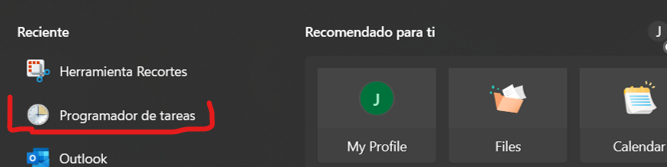 Reciente
Recomendado para ti
J
Herramienta Recortes
Programador de tareas
Outlook
J
My Profile
Files
Calendar